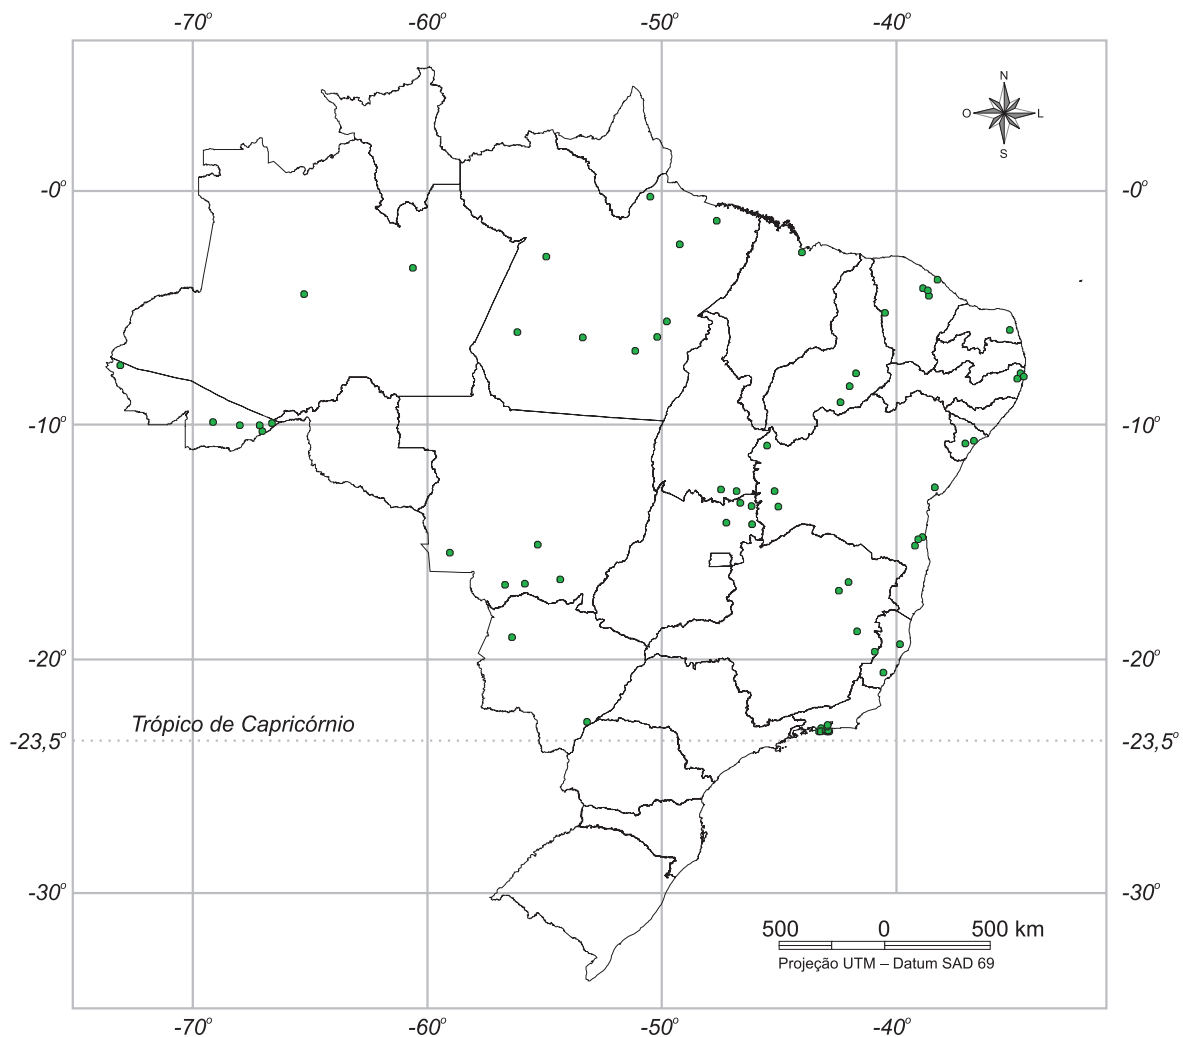 -70º -60º -50º -40º
N
O L
S
-0º -0º
-10º -10º
-20º -20º
Trópico de Capricórnio
-23,5º -23,5º
-30º -30º
500 0 500 km
Projeção UTM – Datum SAD 69
-70º -60º -50º -40º